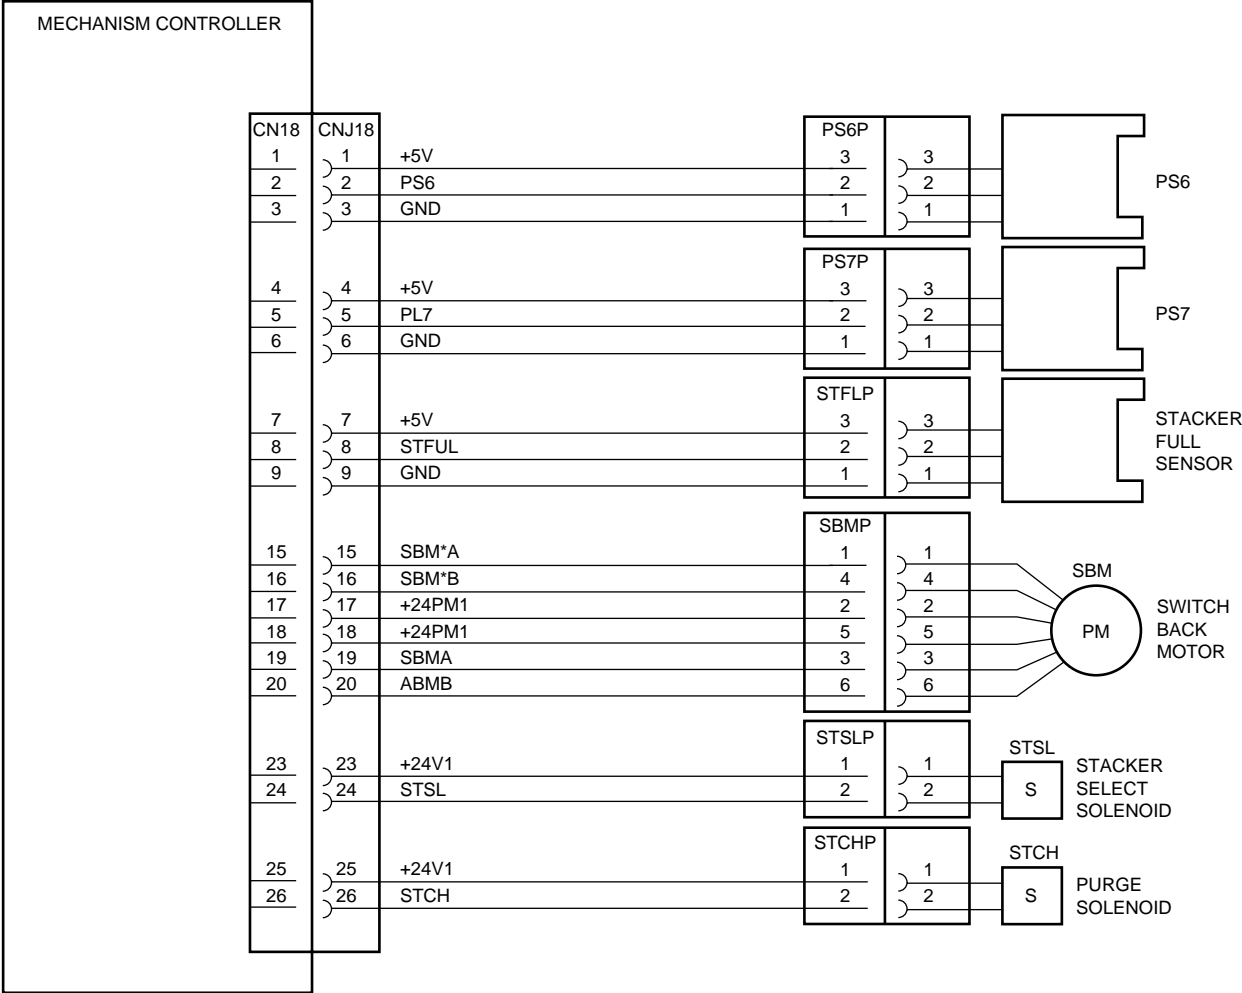 MECHANISM CONTROLLER
CN18 CNJ18 PS6P
1 1 +5V 3 3
2 2 PS6 2 2 PS6
3 3 GND 1 1
PS7P
4 4 +5V 3 3
5 5 PL7 2 2 PS7
6 6 GND 1 1
STFLP
7 7 +5V 3 3 STACKER
8 8 STFUL 2 2 FULL
9 9 GND 1 1 SENSOR
SBMP
15 15 SBM*A 1 1 SBM
16 16 SBM*B 4 4
17 17 +24PM1 2 2 SWITCH
18 18 +24PM1 5 5 PM BACK
19 19 SBMA 3 3 MOTOR
20 20 ABMB 6 6
STSLP STSL
23 23 +24V1 1 1 STACKER
24 24 STSL 2 2 S SELECT
SOLENOID
STCHP STCH
25 25 +24V1 1 1 PURGE
26 26 STCH 2 2 S SOLENOID